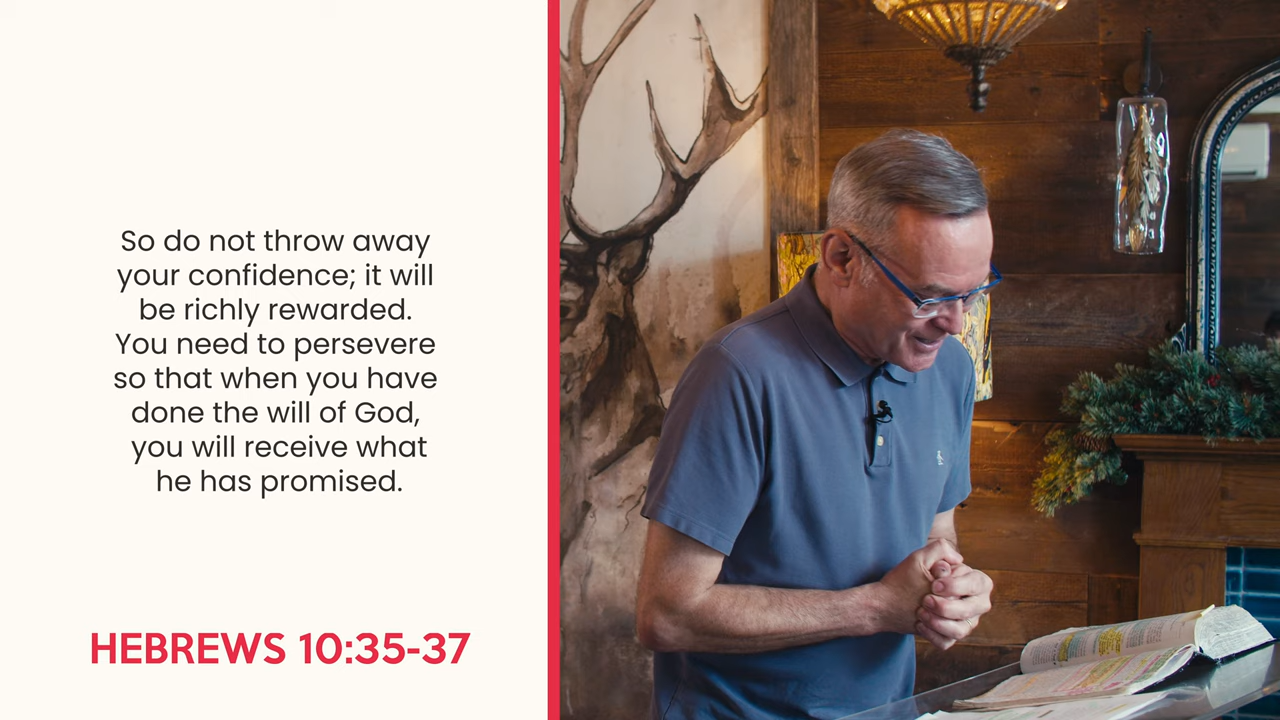 So do not throw away
your confidence; it will
be richly rewarded.
You need to persevere
so that when you have
done the will of God,
you will receive what
he has promised.
HEBREWS 10:35-37